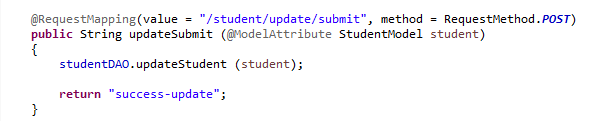 @RequestMapping(value = "/student/update/submit", method = RequestMethod.POST)
public String updateSubmit (@ModelAttribute StudentModel student)
{
studentDAO.updateStudent (student);
return "success-update";
}